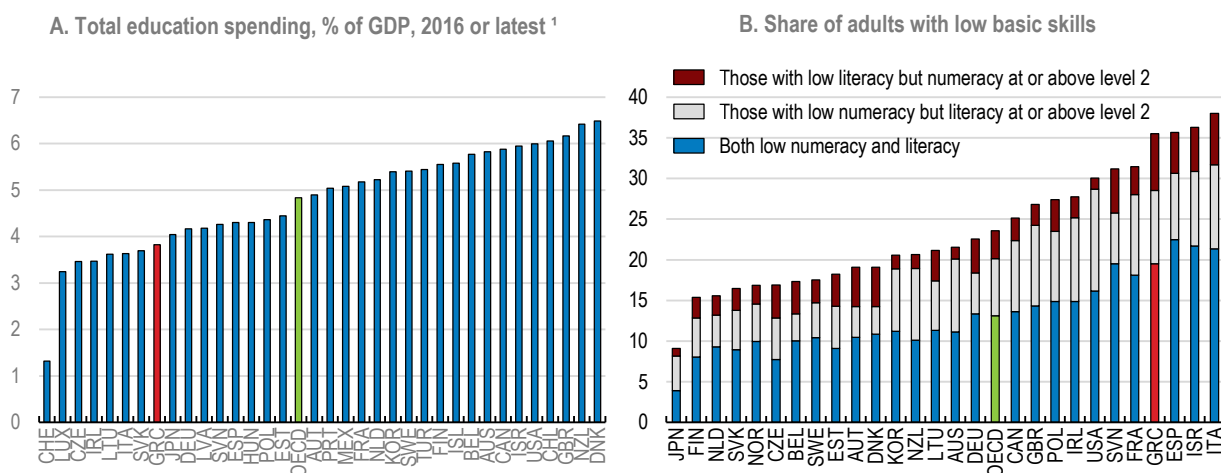 A. Total education spending, % of GDP, 2016 or latest ¹
7
6
5
4
3
2
1
0
CHE
LUX
CZE
IRL
LTU
ITA
SVK
GRC
JPN
DEU
LVA
SVN
ESP
HUN
POL
EST
OECD
AUT
PRT
MEX
FRA
NLD
KOR
SWE
TUR
FIN
ISL
BEL
AUS
CAN
ISR
USA
CHL
GBR
NZL
DNK
B. Share of adults with low basic skills
Those with low literacy but numeracy at or above level 2
Those with low numeracy but literacy at or above level 2
Both low numeracy and literacy
40
35
30
25
20
15
10
5
0
JPN
FIN
NLD
SVK
NOR
CZE
BEL
SWE
EST
AUT
DNK
KOR
NZL
LTU
AUS
DEU
OECD
CAN
GBR
POL
IRL
USA
SVN
FRA
GRC
ESP
ISR
ITA